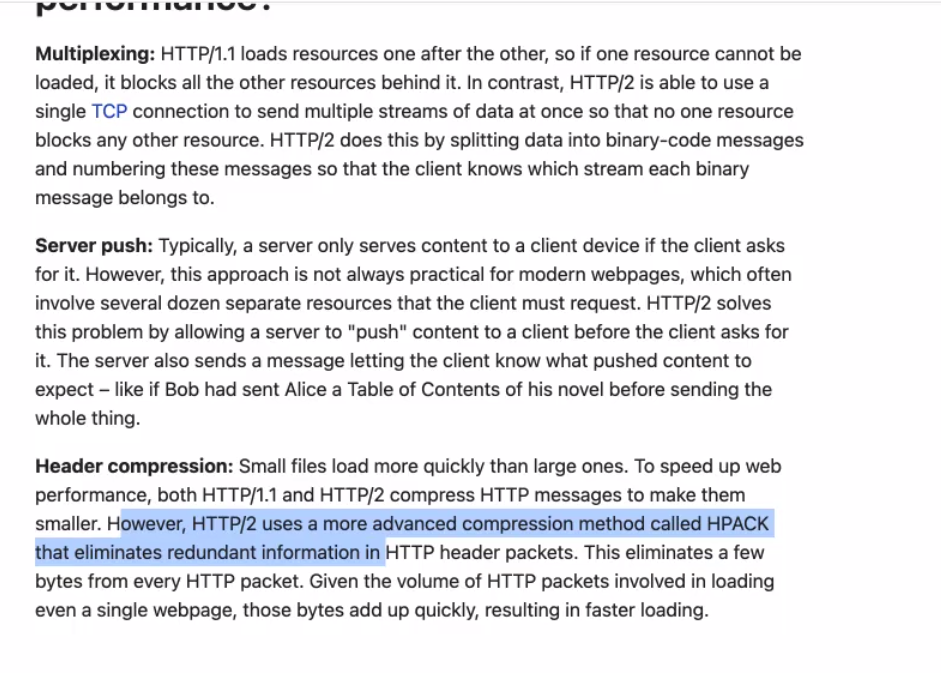 performance?
Multiplexing: HTTP/1.1 loads resources one after the other, so if one resource cannot be
loaded, it blocks all the other resources behind it. In contrast, HTTP/2 is able to use a
single TCP connection to send multiple streams of data at once so that no one resource
blocks any other resource. HTTP/2 does this by splitting data into binary-code messages
and numbering these messages so that the client knows which stream each binary
message belongs to.
Server push: Typically, a server only serves content to a client device if the client asks
for it. However, this approach is not always practical for modern webpages, which often
involve several dozen separate resources that the client must request. HTTP/2 solves
this problem by allowing a server to "push" content to a client before the client asks for
it. The server also sends a message letting the client know what pushed content to
expect – like if Bob had sent Alice a Table of Contents of his novel before sending the
whole thing.
Header compression: Small files load more quickly than large ones. To speed up web
performance, both HTTP/1.1 and HTTP/2 compress HTTP messages to make them
smaller. However, HTTP/2 uses a more advanced compression method called HPACK
that eliminates redundant information in HTTP header packets. This eliminates a few
bytes from every HTTP packet. Given the volume of HTTP packets involved in loading
even a single webpage, those bytes add up quickly, resulting in faster loading.